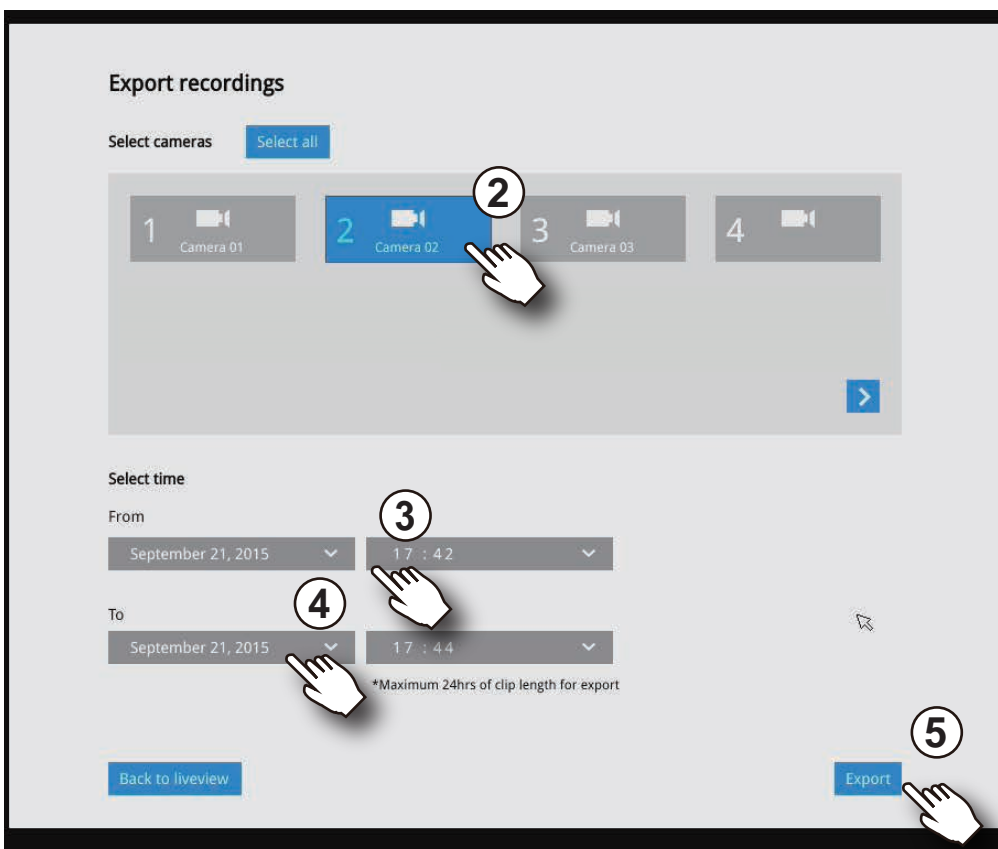 Export recordings
Select cameras Select all
2
1 Camera 01
2 Camera 02
3 Camera 03
4
Select time
From
3
September 21, 2015 17 : 42
4
To
September 21, 2015 17 : 44
*Maximum 24hrs of clip length for export
5
Back to liveview Export